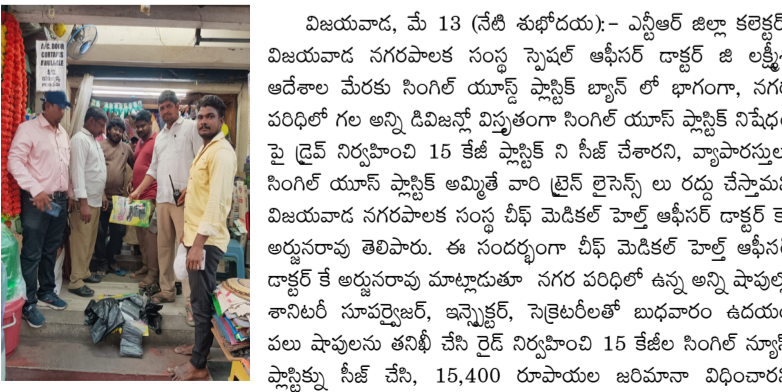 A/C. DOOR
CURTAINS
AVAILABLE
విజయవాడ, మే 13 (నేటి శుభోదయ):- ఎన్టీఆర్ జిల్లా కలెక్టర్
విజయవాడ నగరపాలక సంస్థ స్పెషల్ ఆఫీసర్ డాక్టర్ జి లక్ష్మీ
ఆదేశాల మేరకు సింగిల్ యూస్డ్ ప్లాస్టిక్ బ్యాన్ లో భాగంగా, నగర
పరిధిలో గల అన్ని డివిజన్లో విస్తృతంగా సింగిల్ యూస్ ప్లాస్టిక్ నిషేధం
పై డ్రైవ్ నిర్వహించి 15 కేజీ ప్లాస్టిక్ ని సీజ్ చేశారని, వ్యాపారస్తుల
సింగిల్ యూస్ ప్లాస్టిక్ అమ్మితే వారి ట్రైన్ లైసెన్స్ లు రద్దు చేస్తామ
విజయవాడ నగరపాలక సంస్థ చీఫ్ మెడికల్ హెల్త్ ఆఫీసర్ డాక్టర్ కే
అర్జునరావు తెలిపారు. ఈ సందర్భంగా చీఫ్ మెడికల్ హెల్త్ ఆఫీసర్
డాక్టర్ కే అర్జునరావు మాట్లాడుతూ నగర పరిధిలో ఉన్న అన్ని షాపుల్
శానిటరీ సూపర్వైజర్, ఇన్స్పెక్టర్, సెక్రెటరీలతో బుధవారం ఉదయం
పలు షాపులను తనిఖీ చేసి రైడ్ నిర్వహించి 15 కేజీల సింగిల్ న్యూస్
ప్లాస్టిక్ను సీజ్ చేసి, 15,400 రూపాయల జరిమానా విధించార